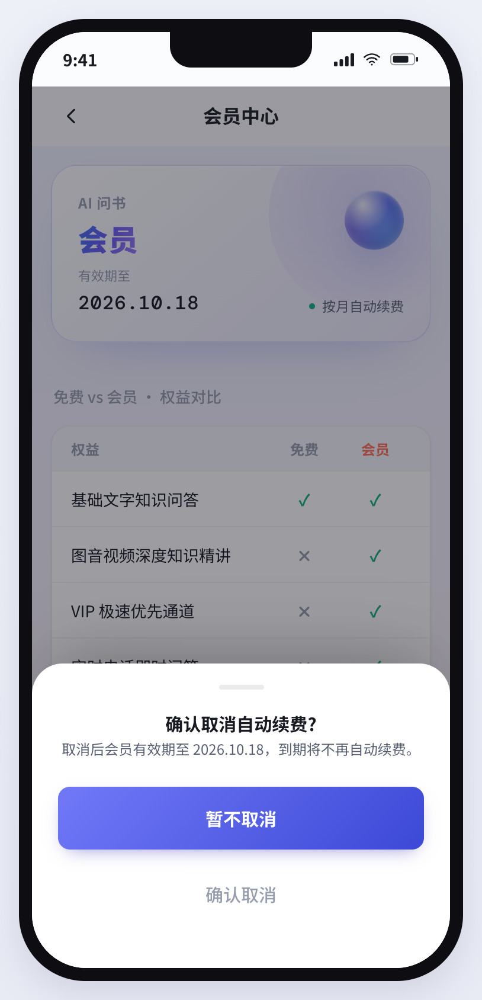 9:41
会员中心
AI 问书
会员
有效期至
2026.10.18
按月自动续费
免费 vs 会员 · 权益对比
权益 免费 会员
基础文字知识问答 ✓ ✓
图音视频深度知识精讲 ✕ ✓
VIP 极速优先通道 ✕ ✓
确认取消自动续费?
取消后会员有效期至 2026.10.18，到期将不再自动续费。
暂不取消
确认取消